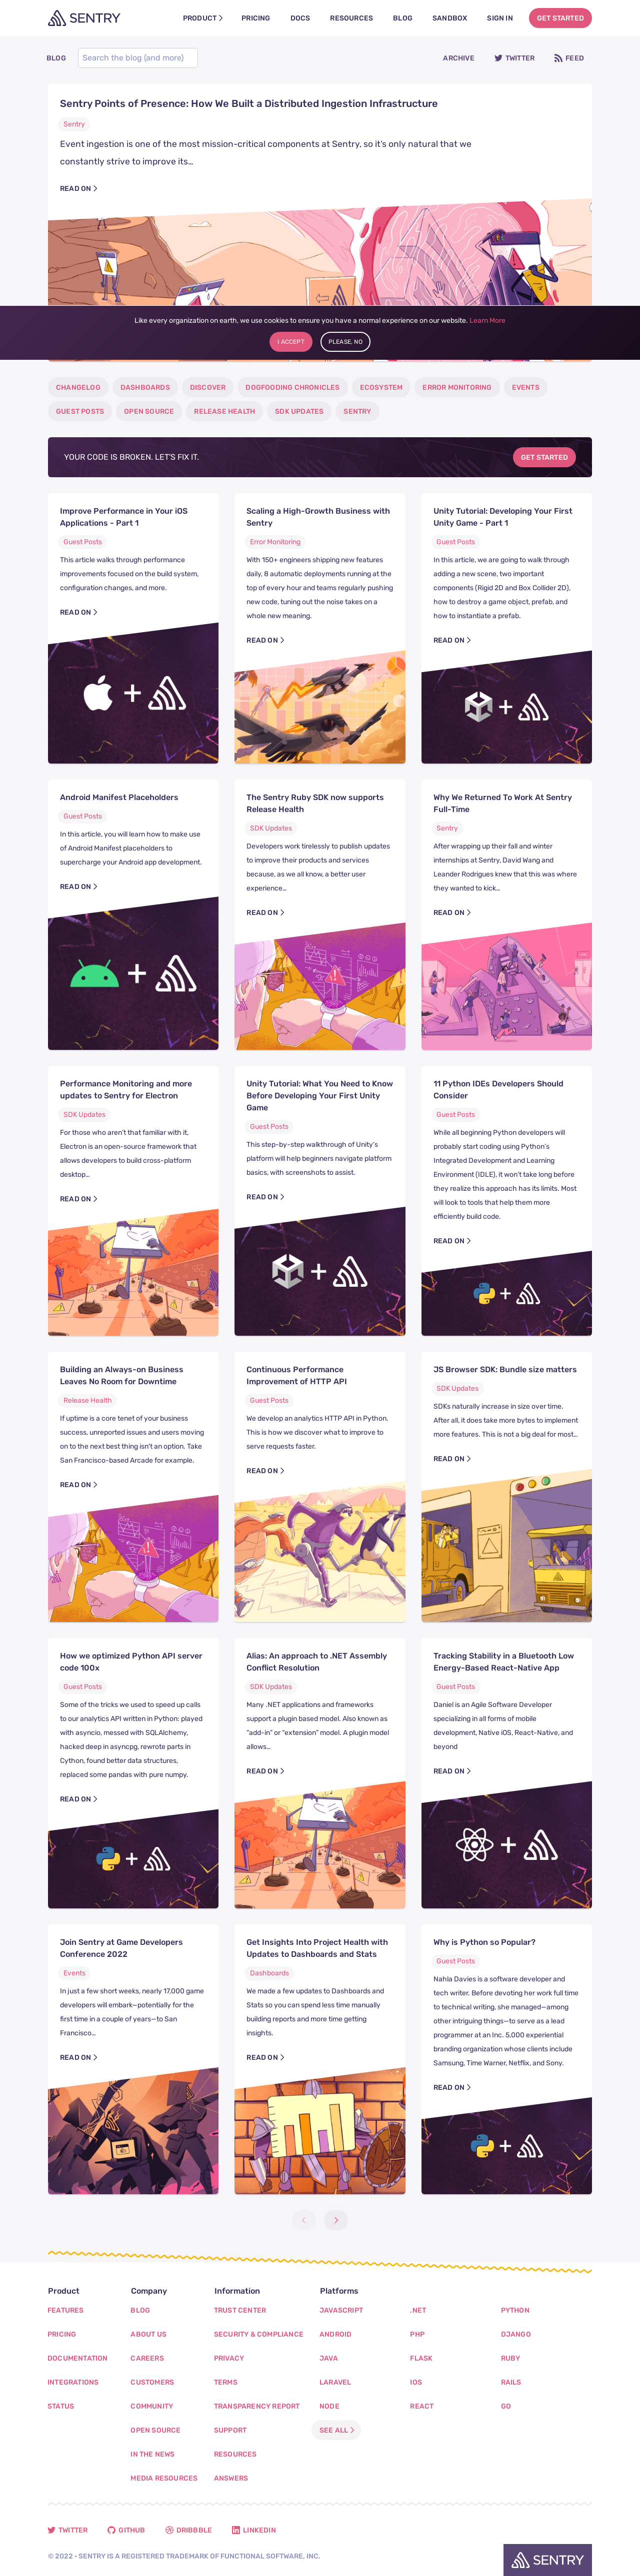 SENTRY
PRODUCT
PRICING
DOCS
RESOURCES
BLOG
SANDBOX
SIGN IN
GET STARTED
BLOG
Search the blog (and more)
ARCHIVE
TWITTER
FEED
Sentry Points of Presence: How We Built a Distributed Ingestion Infrastructure
Sentry
Event ingestion is one of the most mission-critical components at Sentry, so it's only natural that we
constantly strive to improve its…
READ ON
Like every organization on earth, we use cookies to ensure you have a normal experience on our website. Learn More
I ACCEPT
PLEASE, NO
CHANGELOG
DASHBOARDS
DISCOVER
DOGFOODING CHRONICLES
ECOSYSTEM
ERROR MONITORING
EVENTS
GUEST POSTS
OPEN SOURCE
RELEASE HEALTH
SDK UPDATES
SENTRY
YOUR CODE IS BROKEN. LET'S FIX IT.
GET STARTED
Improve Performance in Your iOS
Applications - Part 1
Guest Posts
This article walks through performance
improvements focused on the build system,
configuration changes, and more.
READ ON
Scaling a High-Growth Business with
Sentry
Error Monitoring
With 150+ engineers shipping new features
daily, 8 automatic deployments running at the
top of every hour and teams regularly pushing
new code, tuning out the noise takes on a
whole new meaning.
READ ON
Unity Tutorial: Developing Your First
Unity Game - Part 1
Guest Posts
In this article, we are going to walk through
adding a new scene, two important
components (Rigid 2D and Box Collider 2D),
how to destroy a game object, prefab, and
how to instantiate a prefab.
READ ON
Android Manifest Placeholders
Guest Posts
In this article, you will learn how to make use
of Android Manifest placeholders to
supercharge your Android app development.
READ ON
The Sentry Ruby SDK now supports
Release Health
SDK Updates
Developers work tirelessly to publish updates
to improve their products and services
because, as we all know, a better user
experience…
READ ON
Why We Returned To Work At Sentry
Full-Time
Sentry
After wrapping up their fall and winter
internships at Sentry, David Wang and
Leander Rodrigues knew that this was where
they wanted to kick…
READ ON
Performance Monitoring and more
updates to Sentry for Electron
SDK Updates
For those who aren't that familiar with it,
Electron is an open-source framework that
allows developers to build cross-platform
desktop…
READ ON
Unity Tutorial: What You Need to Know
Before Developing Your First Unity
Game
Guest Posts
This step-by-step walkthrough of Unity's
platform will help beginners navigate platform
basics, with screenshots to assist.
READ ON
11 Python IDEs Developers Should
Consider
Guest Posts
While all beginning Python developers will
probably start coding using Python's
Integrated Development and Learning
Environment (IDLE), it won't take long before
they realize this approach has its limits. Most
will look to tools that help them more
efficiently build code.
READ ON
Building an Always-on Business
Leaves No Room for Downtime
Release Health
If uptime is a core tenet of your business
success, unreported issues and users moving
on to the next best thing isn't an option. Take
San Francisco-based Arcade for example.
READ ON
Continuous Performance
Improvement of HTTP API
Guest Posts
We develop an analytics HTTP API in Python.
This is how we discover what to improve to
serve requests faster.
READ ON
JS Browser SDK: Bundle size matters
SDK Updates
SDKs naturally increase in size over time.
After all, it does take more bytes to implement
more features. This is not a big deal for most…
READ ON
How we optimized Python API server
code 100x
Guest Posts
Some of the tricks we used to speed up calls
to our analytics API written in Python: played
with asyncio, messed with SQLAlchemy,
hacked deep in asyncpg, rewrote parts in
Cython, found better data structures,
replaced some pandas with pure numpy.
READ ON
Alias: An approach to .NET Assembly
Conflict Resolution
SDK Updates
Many .NET applications and frameworks
support a plugin based model. Also known as
"add-in" or "extension" model. A plugin model
allows…
READ ON
Tracking Stability in a Bluetooth Low
Energy-Based React-Native App
Guest Posts
Daniel is an Agile Software Developer
specializing in all forms of mobile
development, Native iOS, React-Native, and
beyond
READ ON
Join Sentry at Game Developers
Conference 2022
Events
In just a few short weeks, nearly 17,000 game
developers will embark—potentially for the
first time in a couple of years—to San
Francisco…
READ ON
Get Insights Into Project Health with
Updates to Dashboards and Stats
Dashboards
We made a few updates to Dashboards and
Stats so you can spend less time manually
building reports and more time getting
insights.
READ ON
Why is Python so Popular?
Guest Posts
Nahla Davies is a software developer and
tech writer. Before devoting her work full time
to technical writing, she managed—among
other intriguing things—to serve as a lead
programmer at an Inc. 5,000 experiential
branding organization whose clients include
Samsung, Time Warner, Netflix, and Sony.
READ ON
Product
FEATURES
PRICING
DOCUMENTATION
INTEGRATIONS
STATUS
Company
BLOG
ABOUT US
CAREERS
CUSTOMERS
COMMUNITY
OPEN SOURCE
IN THE NEWS
MEDIA RESOURCES
Information
TRUST CENTER
SECURITY & COMPLIANCE
PRIVACY
TERMS
TRANSPARENCY REPORT
SUPPORT
RESOURCES
ANSWERS
Platforms
JAVASCRIPT
ANDROID
JAVA
LARAVEL
NODE
SEE ALL
.NET
PHP
FLASK
IOS
REACT
PYTHON
DJANGO
RUBY
RAILS
GO
TWITTER
GITHUB
DRIBBBLE
LINKEDIN
© 2022 • SENTRY IS A REGISTERED TRADEMARK OF FUNCTIONAL SOFTWARE, INC.
SENTRY